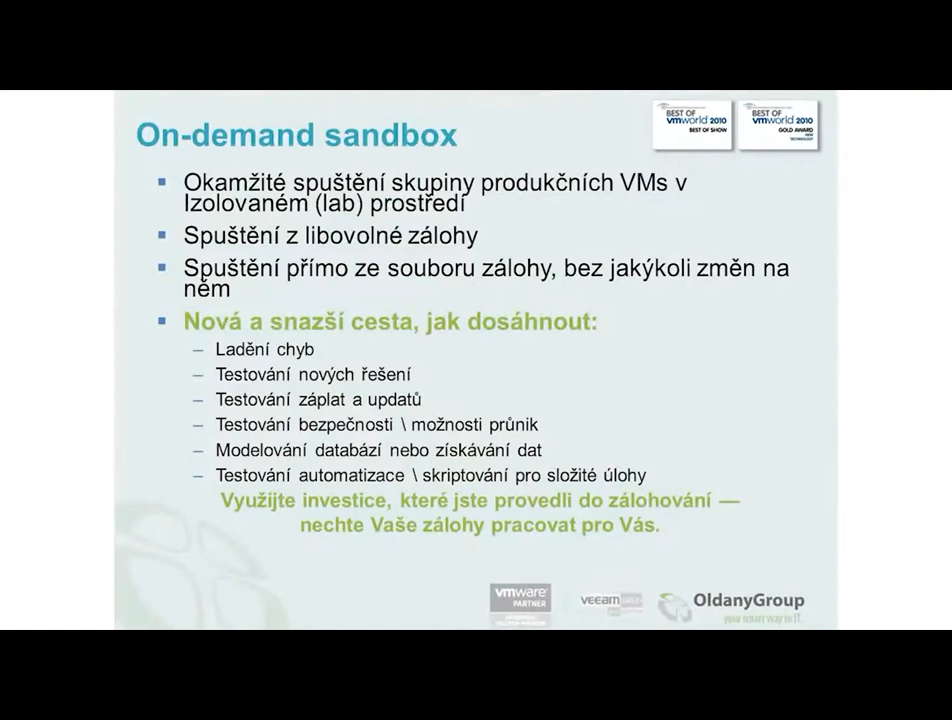 On-demand sandbox
BEST OF
vmworld 2010
BEST OF SHOW
BEST OF
vmworld 2010
GOLD AWARD
NEW
TECHNOLOGY
Okamžité spuštění skupiny produkčních VMs v
Izolovaném (lab) prostředí
Spuštění z libovolné zálohy
Spuštění přímo ze souboru zálohy, bez jakýkoli změn na
něm
Nová a snazší cesta, jak dosáhnout:
– Ladění chyb
– Testování nových řešení
– Testování záplat a updatů
– Testování bezpečnosti \ možnosti průnik
– Modelování databází nebo získávání dat
– Testování automatizace \ skriptování pro složité úlohy
Využijte investice, které jste provedli do zálohování —
nechte Vaše zálohy pracovat pro Vás.
vmware
PARTNER
veeam
OldanyGroup
your smart way to IT